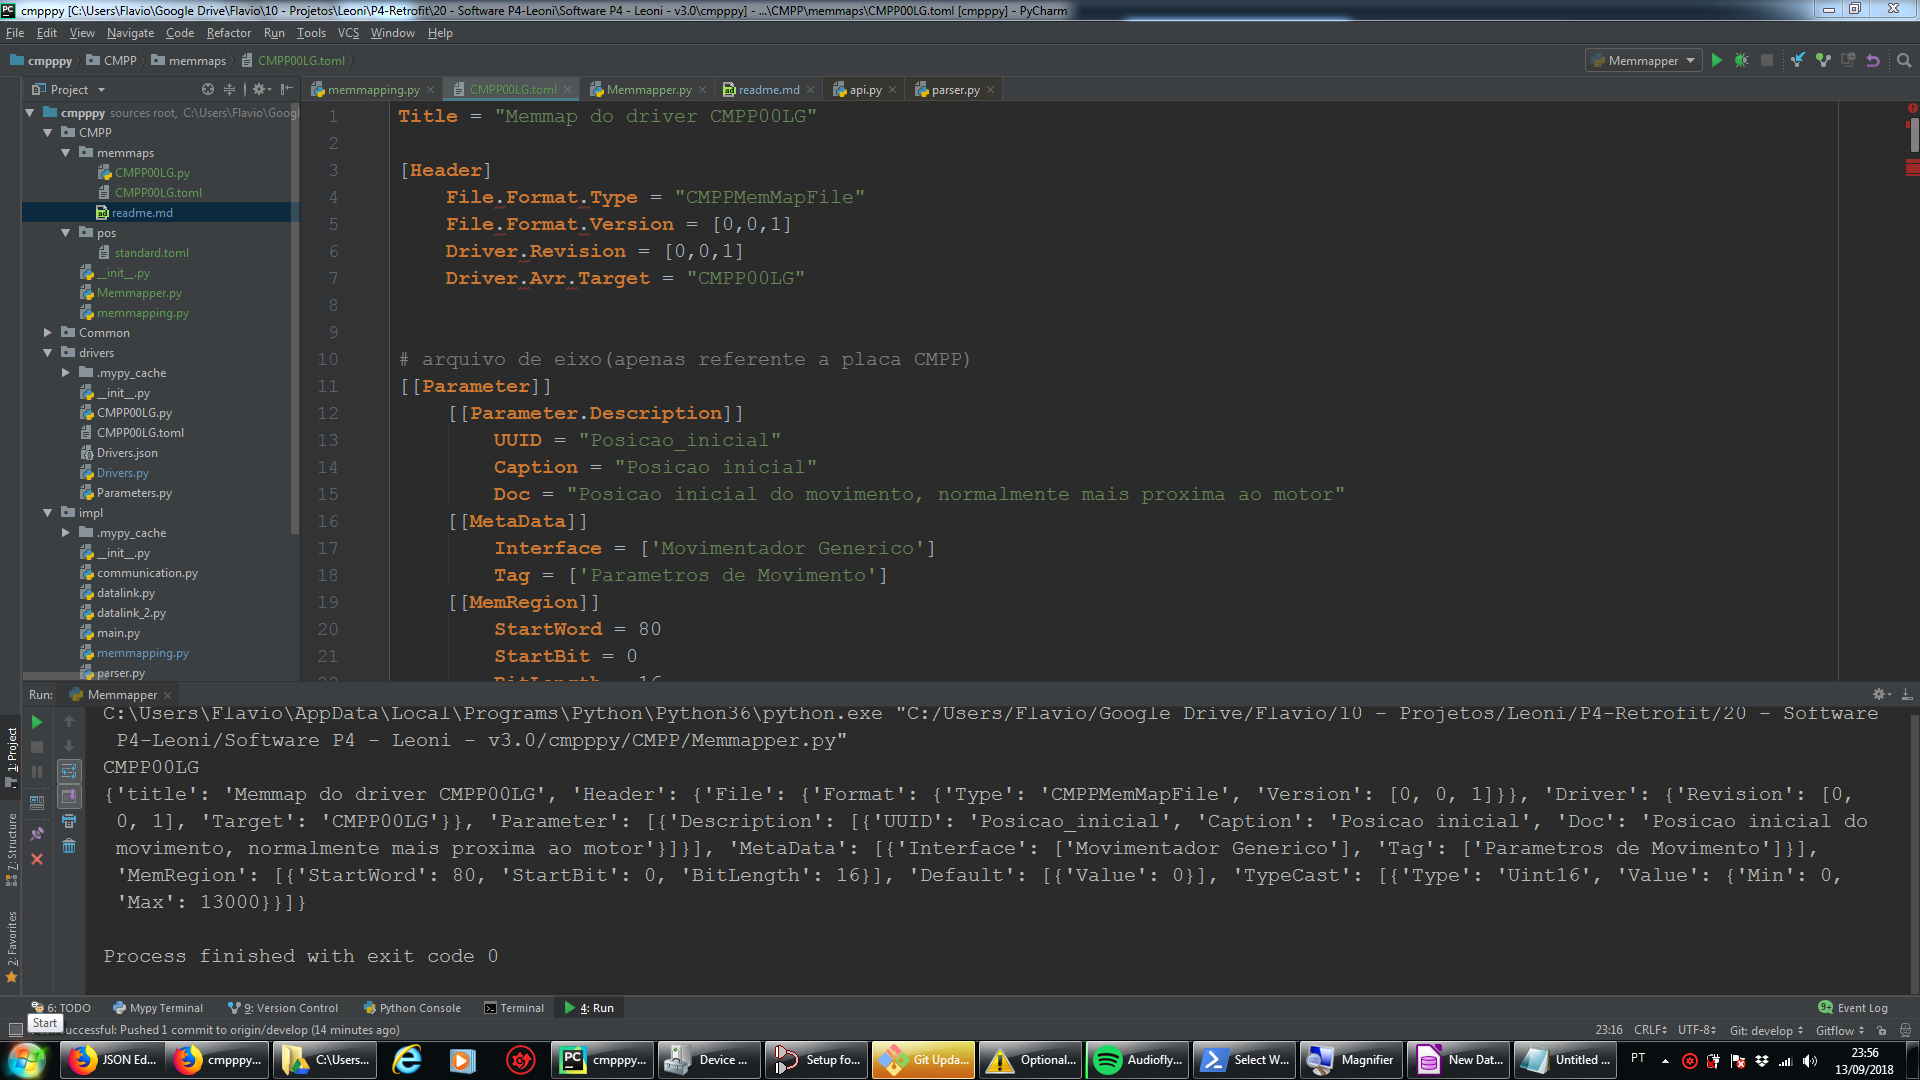 cmpppy [C:\Users\Flavio\Google Drive\Flavio\10 - Projetos\Leoni\P4-Retrofit\20 - Software P4-Leoni\Software P4 - Leoni - v3.0\cmpppy] - ...\CMPP\memmaps\CMPP00LG.toml [cmpppy] - PyCharm
File Edit View Navigate Code Refactor Run Tools VCS Window Help
cmpppy CMPP memmaps CMPP00LG.toml Memmapper
Project
memmapping.py CMPP00LG.toml Memmapper.py readme.md api.py parser.py
cmpppy sources root, C:\Users\Flavio\Googl
CMPP
memmaps
CMPP00LG.py
CMPP00LG.toml
readme.md
pos
standard.toml
__init__.py
Memmapper.py
memmapping.py
Common
drivers
.mypy_cache
__init__.py
CMPP00LG.py
CMPP00LG.toml
Drivers.json
Drivers.py
Parameters.py
impl
.mypy_cache
__init__.py
communication.py
datalink.py
datalink_2.py
main.py
memmapping.py
parser.py
1 Title = "Memmap do driver CMPP00LG"
2
3 [Header]
4 File.Format.Type = "CMPPMemMapFile"
5 File.Format.Version = [0,0,1]
6 Driver.Revision = [0,0,1]
7 Driver.Avr.Target = "CMPP00LG"
8
9
10 # arquivo de eixo(apenas referente a placa CMPP)
11 [[Parameter]]
12 [[Parameter.Description]]
13 UUID = "Posicao_inicial"
14 Caption = "Posicao inicial"
15 Doc = "Posicao inicial do movimento, normalmente mais proxima ao motor"
16 [[MetaData]]
17 Interface = ['Movimentador Generico']
18 Tag = ['Parametros de Movimento']
19 [[MemRegion]]
20 StartWord = 80
21 StartBit = 0
22 BitLength = 16
Run: Memmapper
C:\Users\Flavio\AppData\Local\Programs\Python\Python36\python.exe "C:/Users/Flavio/Google Drive/Flavio/10 - Projetos/Leoni/P4-Retrofit/20 - Software
P4-Leoni/Software P4 - Leoni - v3.0/cmpppy/CMPP/Memmapper.py"
CMPP00LG
{'title': 'Memmap do driver CMPP00LG', 'Header': {'File': {'Format': {'Type': 'CMPPMemMapFile', 'Version': [0, 0, 1]}}, 'Driver': {'Revision': [0,
0, 1], 'Target': 'CMPP00LG'}}, 'Parameter': [{'Description': [{'UUID': 'Posicao_inicial', 'Caption': 'Posicao inicial', 'Doc': 'Posicao inicial do
movimento, normalmente mais proxima ao motor'}]}], 'MetaData': [{'Interface': ['Movimentador Generico'], 'Tag': ['Parametros de Movimento']}],
'MemRegion': [{'StartWord': 80, 'StartBit': 0, 'BitLength': 16}], 'Default': [{'Value': 0}], 'TypeCast': [{'Type': 'Uint16', 'Value': {'Min': 0,
'Max': 13000}}]}
Process finished with exit code 0
1: Project
7: Structure
2: Favorites
6: TODO Mypy Terminal 9: Version Control Python Console Terminal 4: Run 9+ Event Log
Start
successful: Pushed 1 commit to origin/develop (14 minutes ago) 23:16 CRLF UTF-8 Git: develop Gitflow
JSON Ed... cmpppy... C:\Users... cmpppy... Device ... Setup fo... Git Upda... Optional... Audiofly... Select W... Magnifier New Dat... Untitled ... PT 23:56
13/09/2018